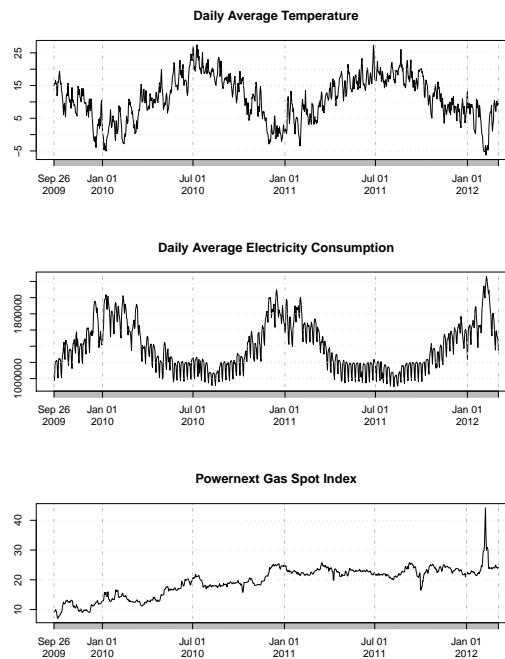 Daily Average Temperature
25
15
5
−5
Sep 26 Jan 01 Jul 01 Jan 01 Jul 01 Jan 01
2009 2010 2010 2011 2011 2012
Daily Average Electricity Consumption
1800000
1000000
Sep 26 Jan 01 Jul 01 Jan 01 Jul 01 Jan 01
2009 2010 2010 2011 2011 2012
Powernext Gas Spot Index
40
30
20
10
Sep 26 Jan 01 Jul 01 Jan 01 Jul 01 Jan 01
2009 2010 2010 2011 2011 2012